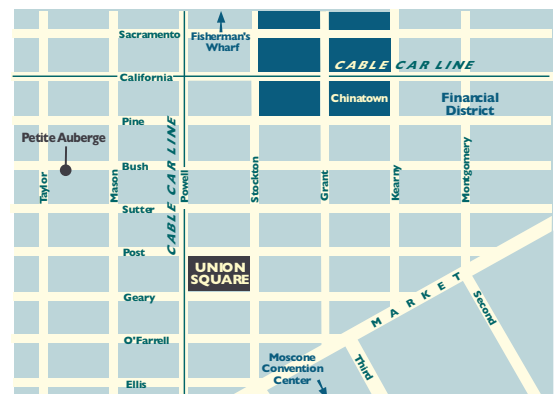 Sacramento
Fisherman's
Wharf
CABLE CAR LINE
California
Chinatown
Financial
District
Pine
Petite Auberge
CABLE CAR LINE
Bush
Taylor
Mason
Powell
Stockton
Grant
Kearny
Montgomery
Sutter
Post
UNION
SQUARE
Geary
MARKET
Second
O'Farrell
Third
Moscone
Convention
Center
Ellis